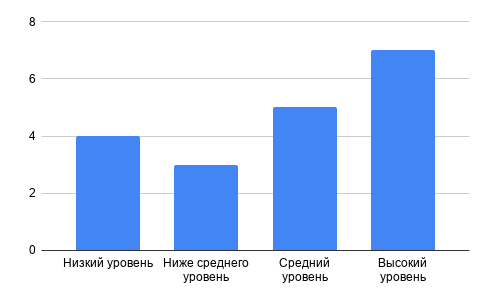 8
6
4
2
0
Низкий уровень
Ниже среднего
уровень
Средний
уровень
Высокий
уровень